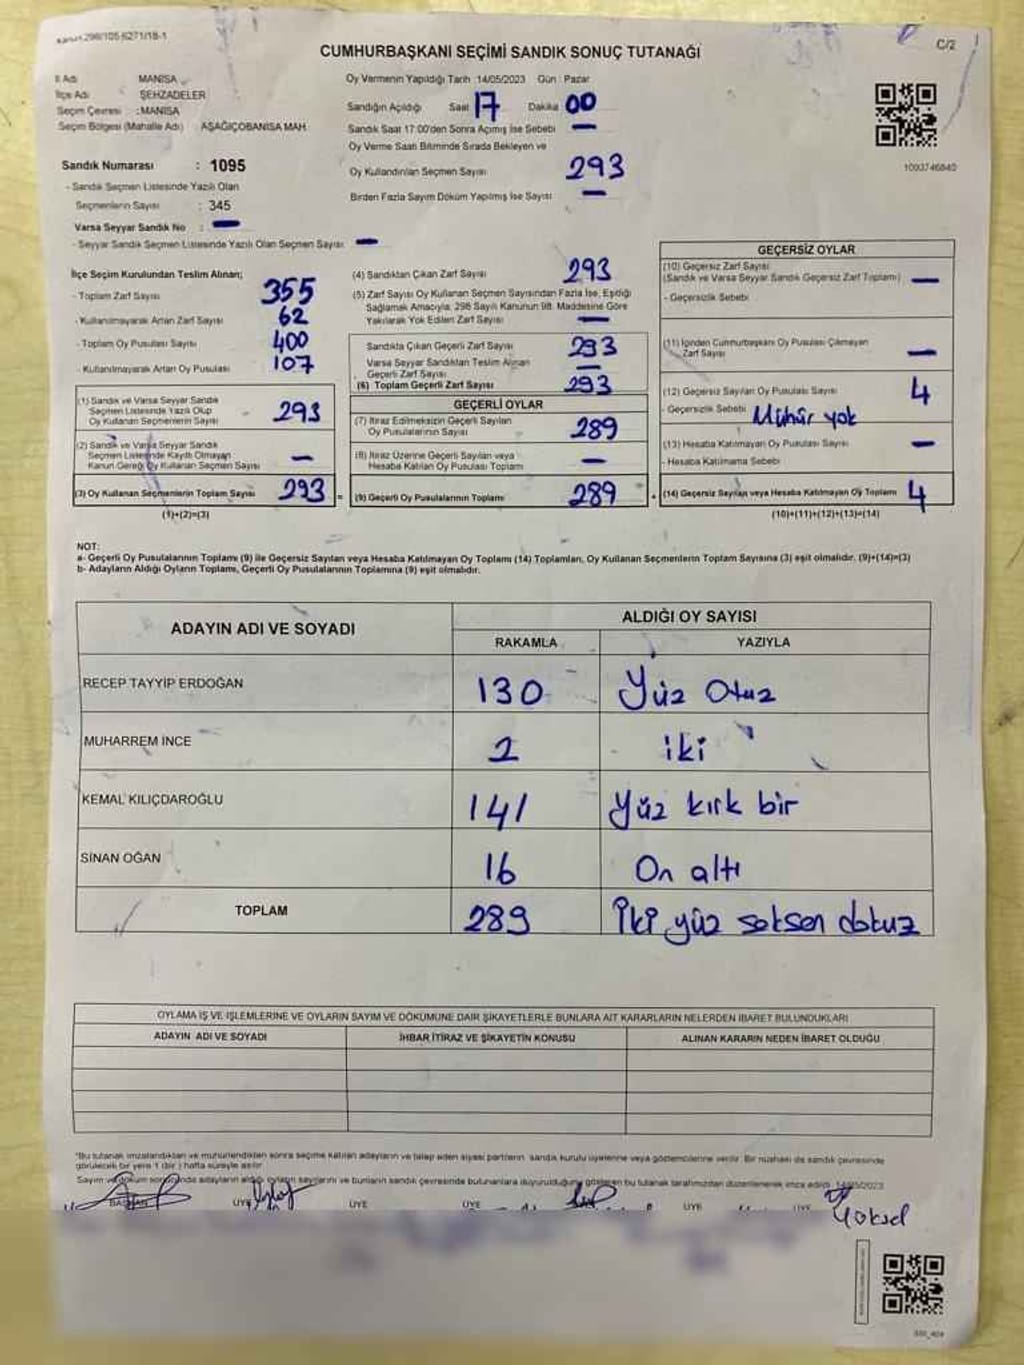 CUMHURBAŞKANI SEÇİMİ SANDIK SONUÇ TUTANAĞI
C/2
İl Adı MANİSA
İlçe Adı ŞEHZADELER
Seçim Çevresi : MANİSA
Seçim Bölgesi (Mahalle Adı) AŞAĞIÇOBANİSA MAH.
Sandık Numarası : 1095
- Sandık Seçmen Listesinde Yazılı Olan
Seçmenlerin Sayısı : 345
Varsa Seyyar Sandık No : —
- Seyyar Sandık Seçmen Listesinde Yazılı Olan Seçmen Sayısı —
Oy Vermenin Yapıldığı Tarih : 14/05/2023 Gün : Pazar
Sandığın Açıldığı Saat 17 Dakika 00
Sandık Saat 17:00'den Sonra Açılmış İse Sebebi —
Oy Verme Saati Bitiminde Sırada Bekleyen ve
Oy Kullandırılan Seçmen Sayısı 293
Birden Fazla Sayım Döküm Yapılmış İse Sayısı —
1093746840
İlçe Seçim Kurulundan Teslim Alınan;
- Toplam Zarf Sayısı 355
- Kullanılmayarak Artan Zarf Sayısı 62
- Toplam Oy Pusulası Sayısı 400
- Kullanılmayarak Artan Oy Pusulası 107
(1) Sandık ve Varsa Seyyar Sandık
Seçmen Listesinde Yazılı Olup
Oy Kullanan Seçmenlerin Sayısı 293
(2) Sandık ve Varsa Seyyar Sandık
Seçmen Listesinde Kayıtlı Olmayan
Kanun Gereği Oy Kullanan Seçmen Sayısı —
(3) Oy Kullanan Seçmenlerin Toplam Sayısı 293 =
(1)+(2)=(3)
(4) Sandıktan Çıkan Zarf Sayısı 293
(5) Zarf Sayısı Oy Kullanan Seçmen Sayısından Fazla İse, Eşitliği
Sağlamak Amacıyla, 298 Sayılı Kanunun 98. Maddesine Göre
Yakılarak Yok Edilen Zarf Sayısı —
Sandıkta Çıkan Geçerli Zarf Sayısı 293
Varsa Seyyar Sandıktan Teslim Alınan
Geçerli Zarf Sayısı —
(6) Toplam Geçerli Zarf Sayısı 293
GEÇERLİ OYLAR
(7) İtiraz Edilmeksizin Geçerli Sayılan
Oy Pusulalarının Sayısı 289
(8) İtiraz Üzerine Geçerli Sayılan veya
Hesaba Katılan Oy Pusulası Toplamı —
(9) Geçerli Oy Pusulalarının Toplamı 289 +
GEÇERSİZ OYLAR
(10) Geçersiz Zarf Sayısı
(Sandık ve Varsa Seyyar Sandık Geçersiz Zarf Toplamı) —
- Geçersizlik Sebebi
(11) İçinden Cumhurbaşkanı Oy Pusulası Çıkmayan
Zarf Sayısı —
(12) Geçersiz Sayılan Oy Pusulası Sayısı 4
- Geçersizlik Sebebi Mühür yok
(13) Hesaba Katılmayan Oy Pusulası Sayısı —
- Hesaba Katılmama Sebebi
(14) Geçersiz Sayılan veya Hesaba Katılmayan Oy Toplamı 4
(10)+(11)+(12)+(13)=(14)
NOT:
a- Geçerli Oy Pusulalarının Toplamı (9) ile Geçersiz Sayılan veya Hesaba Katılmayan Oy Toplamı (14) Toplamları, Oy Kullanan Seçmenlerin Toplam Sayısına (3) eşit olmalıdır. (9)+(14)=(3)
b- Adayların Aldığı Oyların Toplamı, Geçerli Oy Pusulalarının Toplamına (9) eşit olmalıdır.
ADAYIN ADI VE SOYADI ALDIĞI OY SAYISI
RAKAMLA YAZIYLA
RECEP TAYYİP ERDOĞAN 130 Yüz Otuz
MUHARREM İNCE 2 iki
KEMAL KILIÇDAROĞLU 141 Yüz kırk bir
SİNAN OĞAN 16 On altı
TOPLAM 289 İki yüz seksen dokuz
OYLAMA İŞ VE İŞLEMLERİNE VE OYLARIN SAYIM VE DÖKÜMÜNE DAİR ŞİKAYETLERLE BUNLARA AİT KARARLARIN NELERDEN İBARET BULUNDUKLARI
ADAYIN ADI VE SOYADI İHBAR İTİRAZ VE ŞİKAYETİN KONUSU ALINAN KARARIN NEDEN İBARET OLDUĞU
*Bu tutanak imzalandıktan ve mühürlendikten sonra seçime katılan adayların ve talep eden siyasi partilerin, sandık kurulu üyelerine veya gözlemcilerine verilir. Bir nüshası da sandık çevresinde
görülecek bir yere 1 (bir) hafta süreyle asılır.
Sayım ve döküm sonucunda adayların aldığı oyların sayılarını ve bunların sandık çevresinde bulunanlara duyurulduğunu gösteren bu tutanak tarafımızdan düzenlenerek imza edildi. 14/05/2023
BAŞKAN ÜYE ÜYE ÜYE ÜYE ÜYE
Göksel